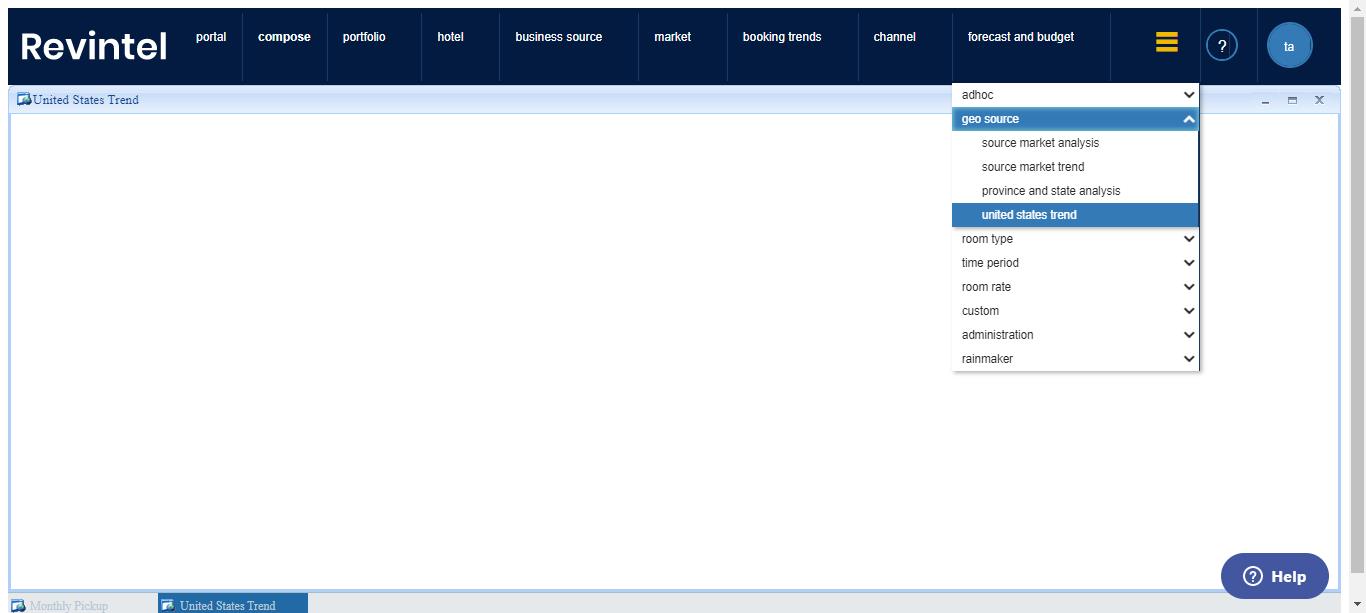 Revintel portal compose portfolio hotel business source market booking trends channel forecast and budget ? ta
United States Trend
adhoc
geo source
source market analysis
source market trend
province and state analysis
united states trend
room type
time period
room rate
custom
administration
rainmaker
? Help
Monthly Pickup United States Trend